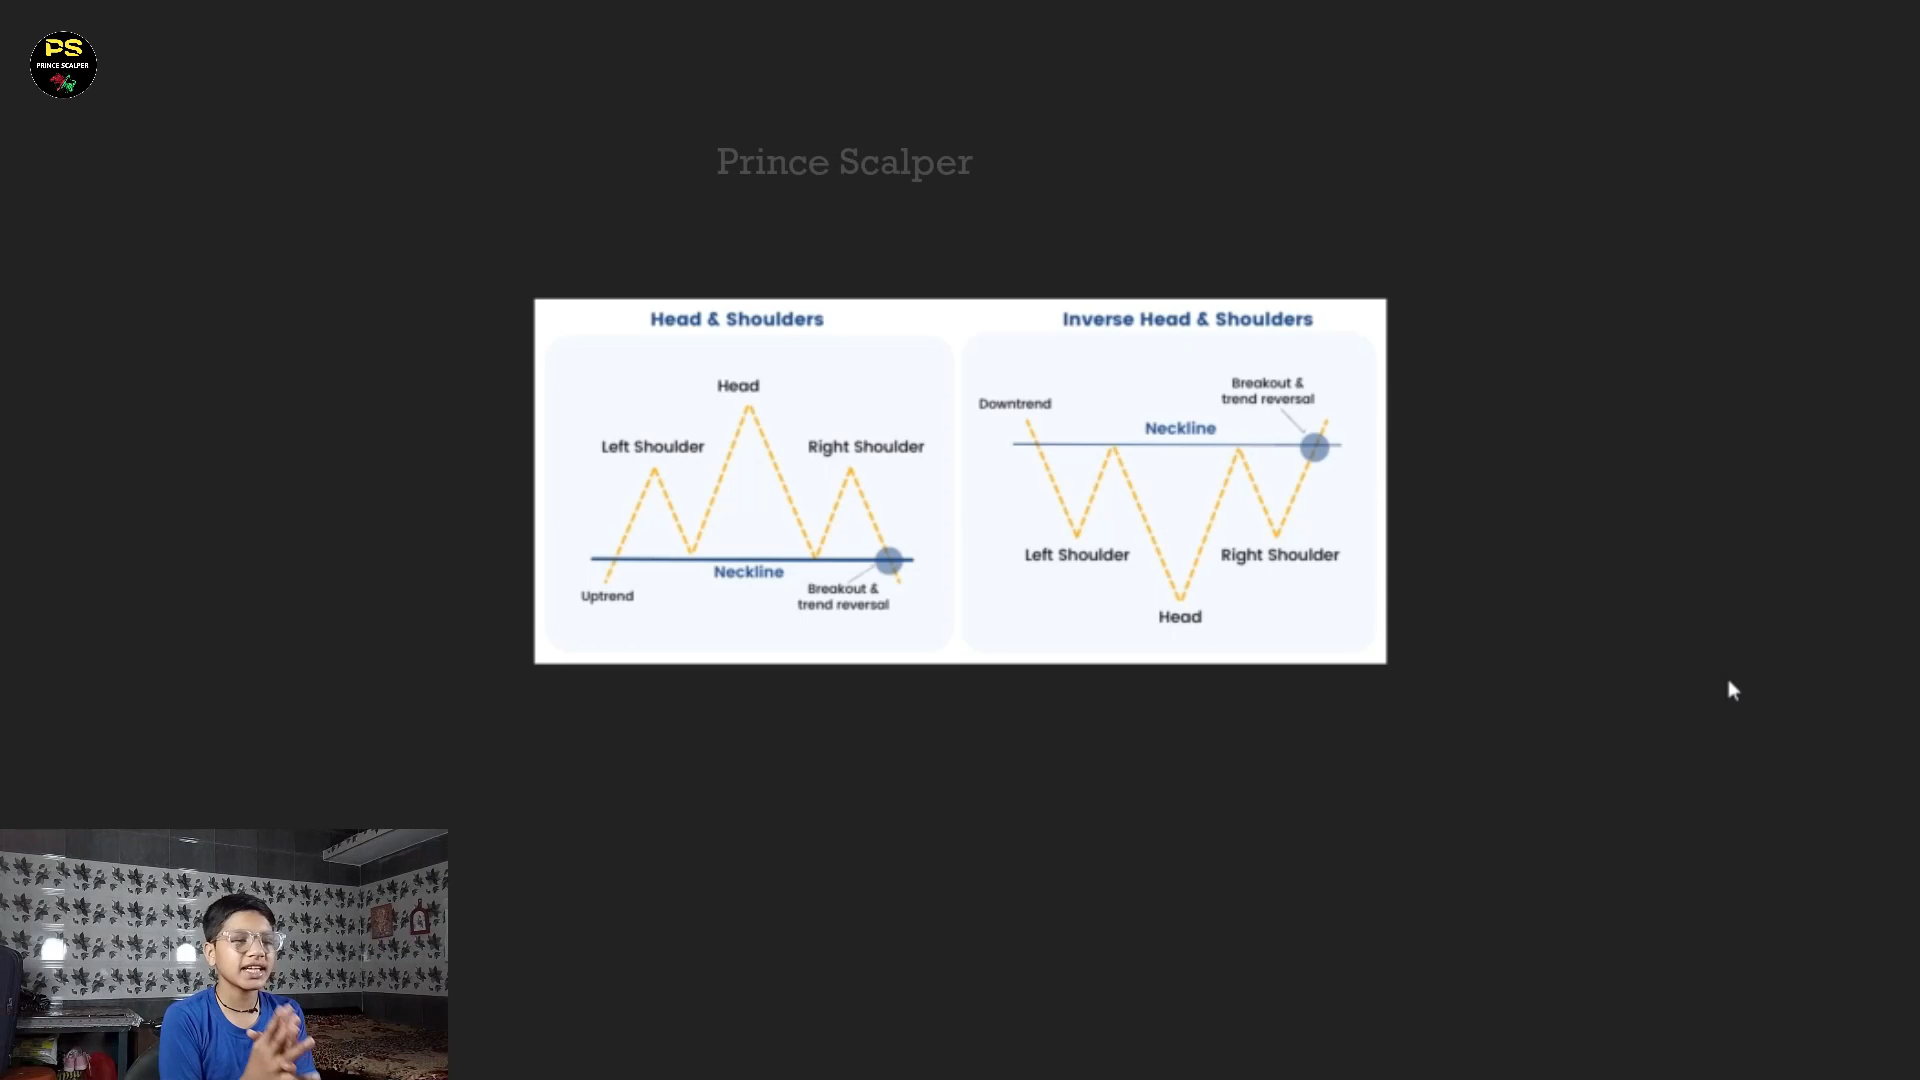 PS
PRINCE SCALPER
Prince Scalper
Head & Shoulders
Head
Left Shoulder
Right Shoulder
Neckline
Uptrend
Breakout &
trend reversal
Inverse Head & Shoulders
Downtrend
Breakout &
trend reversal
Neckline
Left Shoulder
Right Shoulder
Head